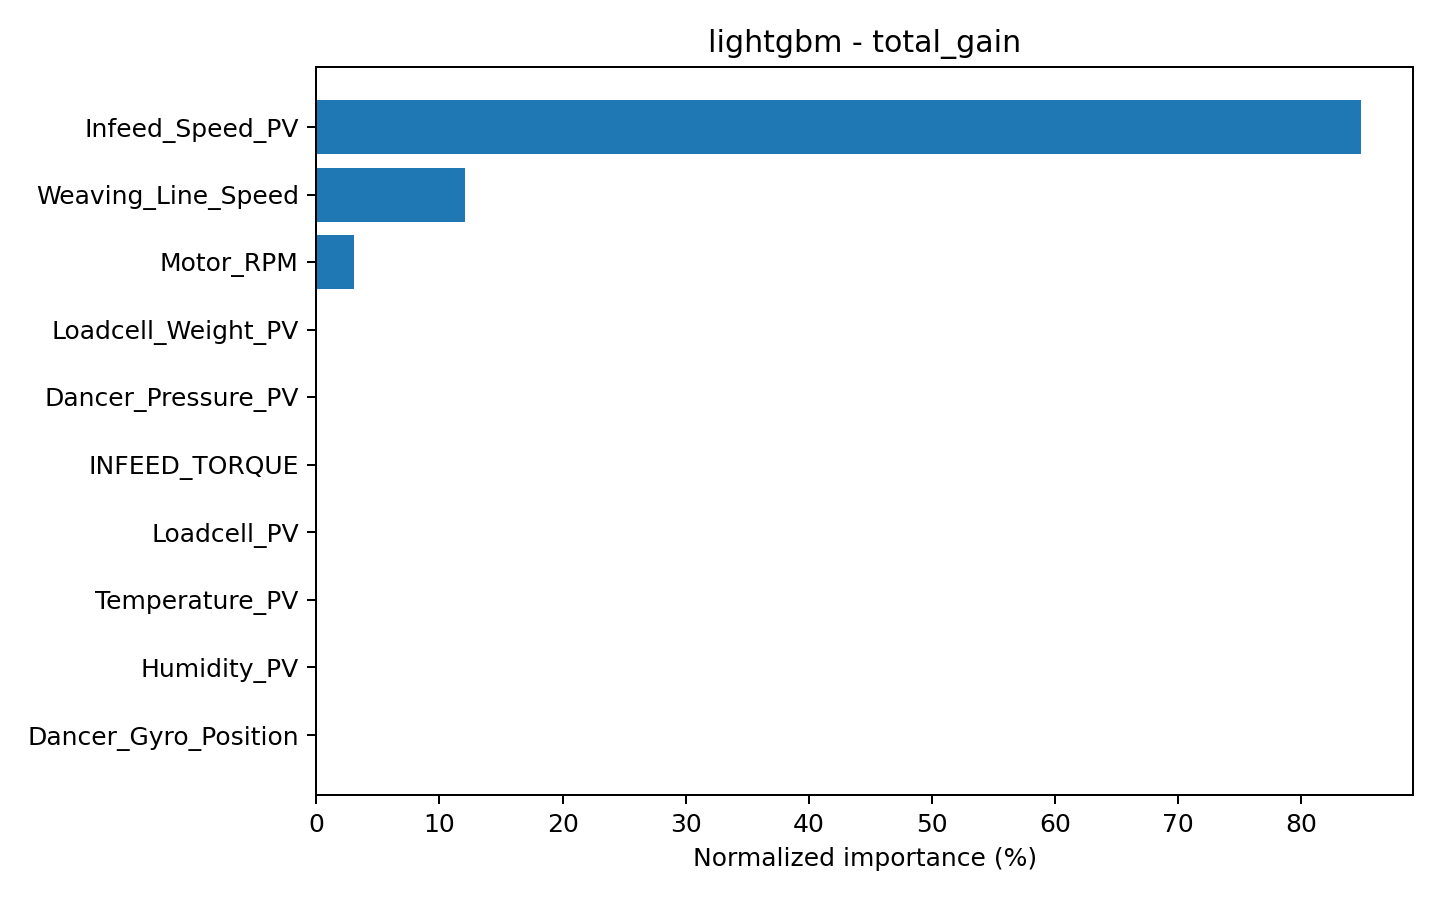 lightgbm - total_gain
Infeed_Speed_PV
Weaving_Line_Speed
Motor_RPM
Loadcell_Weight_PV
Dancer_Pressure_PV
INFEED_TORQUE
Loadcell_PV
Temperature_PV
Humidity_PV
Dancer_Gyro_Position
0 10 20 30 40 50 60 70 80
Normalized importance (%)